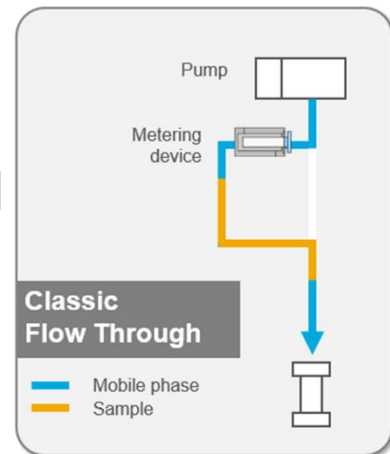 Pump
Metering
device
Classic
Flow Through
Mobile phase
Sample